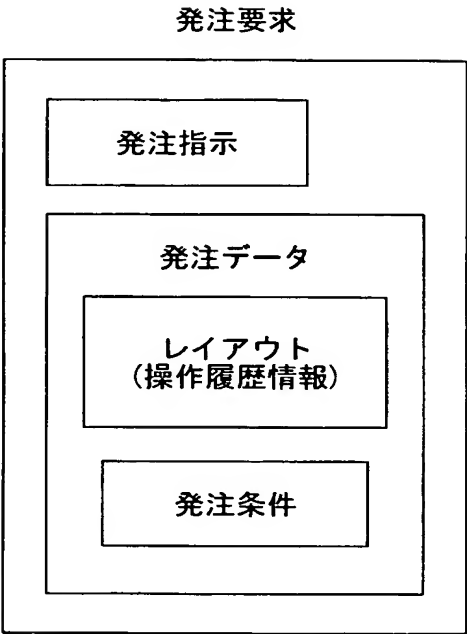 発注要求
発注指示
発注データ
レイアウト
(操作履歴情報)
発注条件